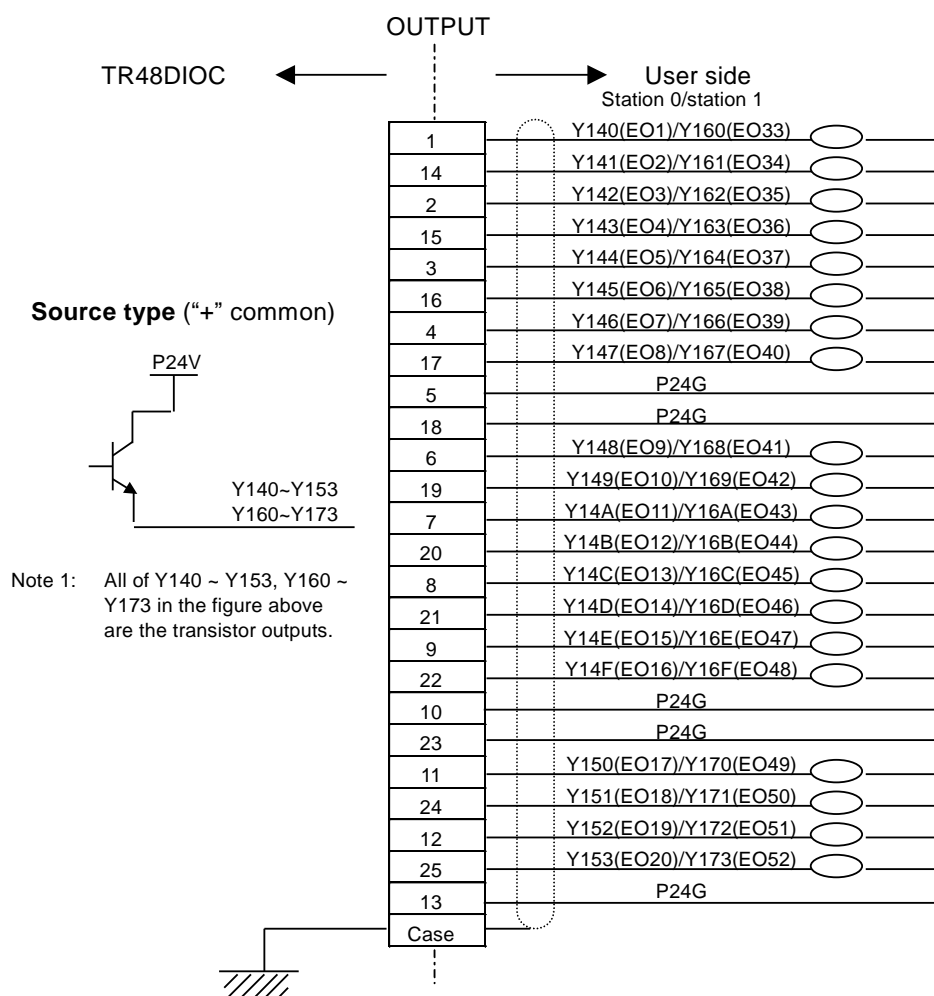 OUTPUT
TR48DIOC
User side
Station 0/station 1
1 Y140(EO1)/Y160(EO33)
14 Y141(EO2)/Y161(EO34)
2 Y142(EO3)/Y162(EO35)
15 Y143(EO4)/Y163(EO36)
3 Y144(EO5)/Y164(EO37)
16 Y145(EO6)/Y165(EO38)
4 Y146(EO7)/Y166(EO39)
17 Y147(EO8)/Y167(EO40)
5 P24G
18 P24G
6 Y148(EO9)/Y168(EO41)
19 Y149(EO10)/Y169(EO42)
7 Y14A(EO11)/Y16A(EO43)
20 Y14B(EO12)/Y16B(EO44)
8 Y14C(EO13)/Y16C(EO45)
21 Y14D(EO14)/Y16D(EO46)
9 Y14E(EO15)/Y16E(EO47)
22 Y14F(EO16)/Y16F(EO48)
10 P24G
23 P24G
11 Y150(EO17)/Y170(EO49)
24 Y151(EO18)/Y171(EO50)
12 Y152(EO19)/Y172(EO51)
25 Y153(EO20)/Y173(EO52)
13 P24G
Case
Source type (“+” common)
P24V
Y140~Y153
Y160~Y173
Note 1: All of Y140 ~ Y153, Y160 ~
Y173 in the figure above
are the transistor outputs.